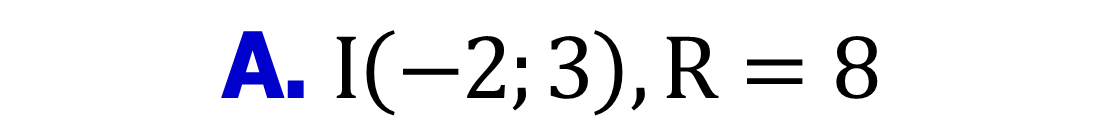 A. I(−2; 3), R = 8